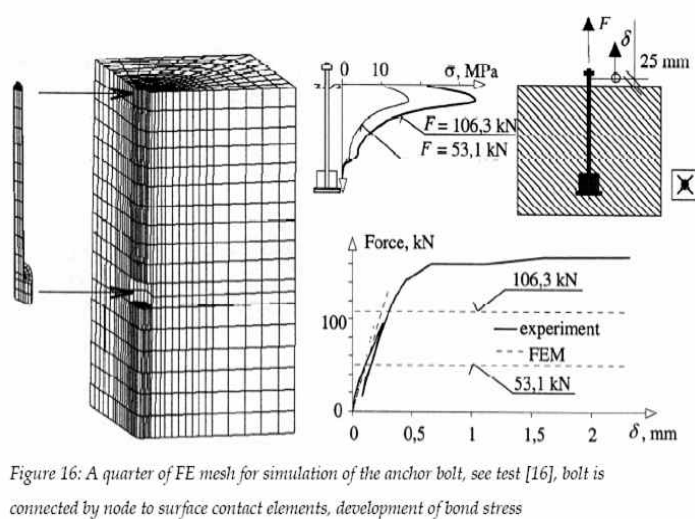 0 10 σ̄, MPa
F = 106,3 kN
F = 53,1 kN
F
δ
25 mm
Force, kN
106,3 kN
100
experiment
FEM
53,1 kN
0
0 0,5 1 1,5 2 δ, mm
Figure 16: A quarter of FE mesh for simulation of the anchor bolt, see test [16], bolt is
connected by node to surface contact elements, development of bond stress